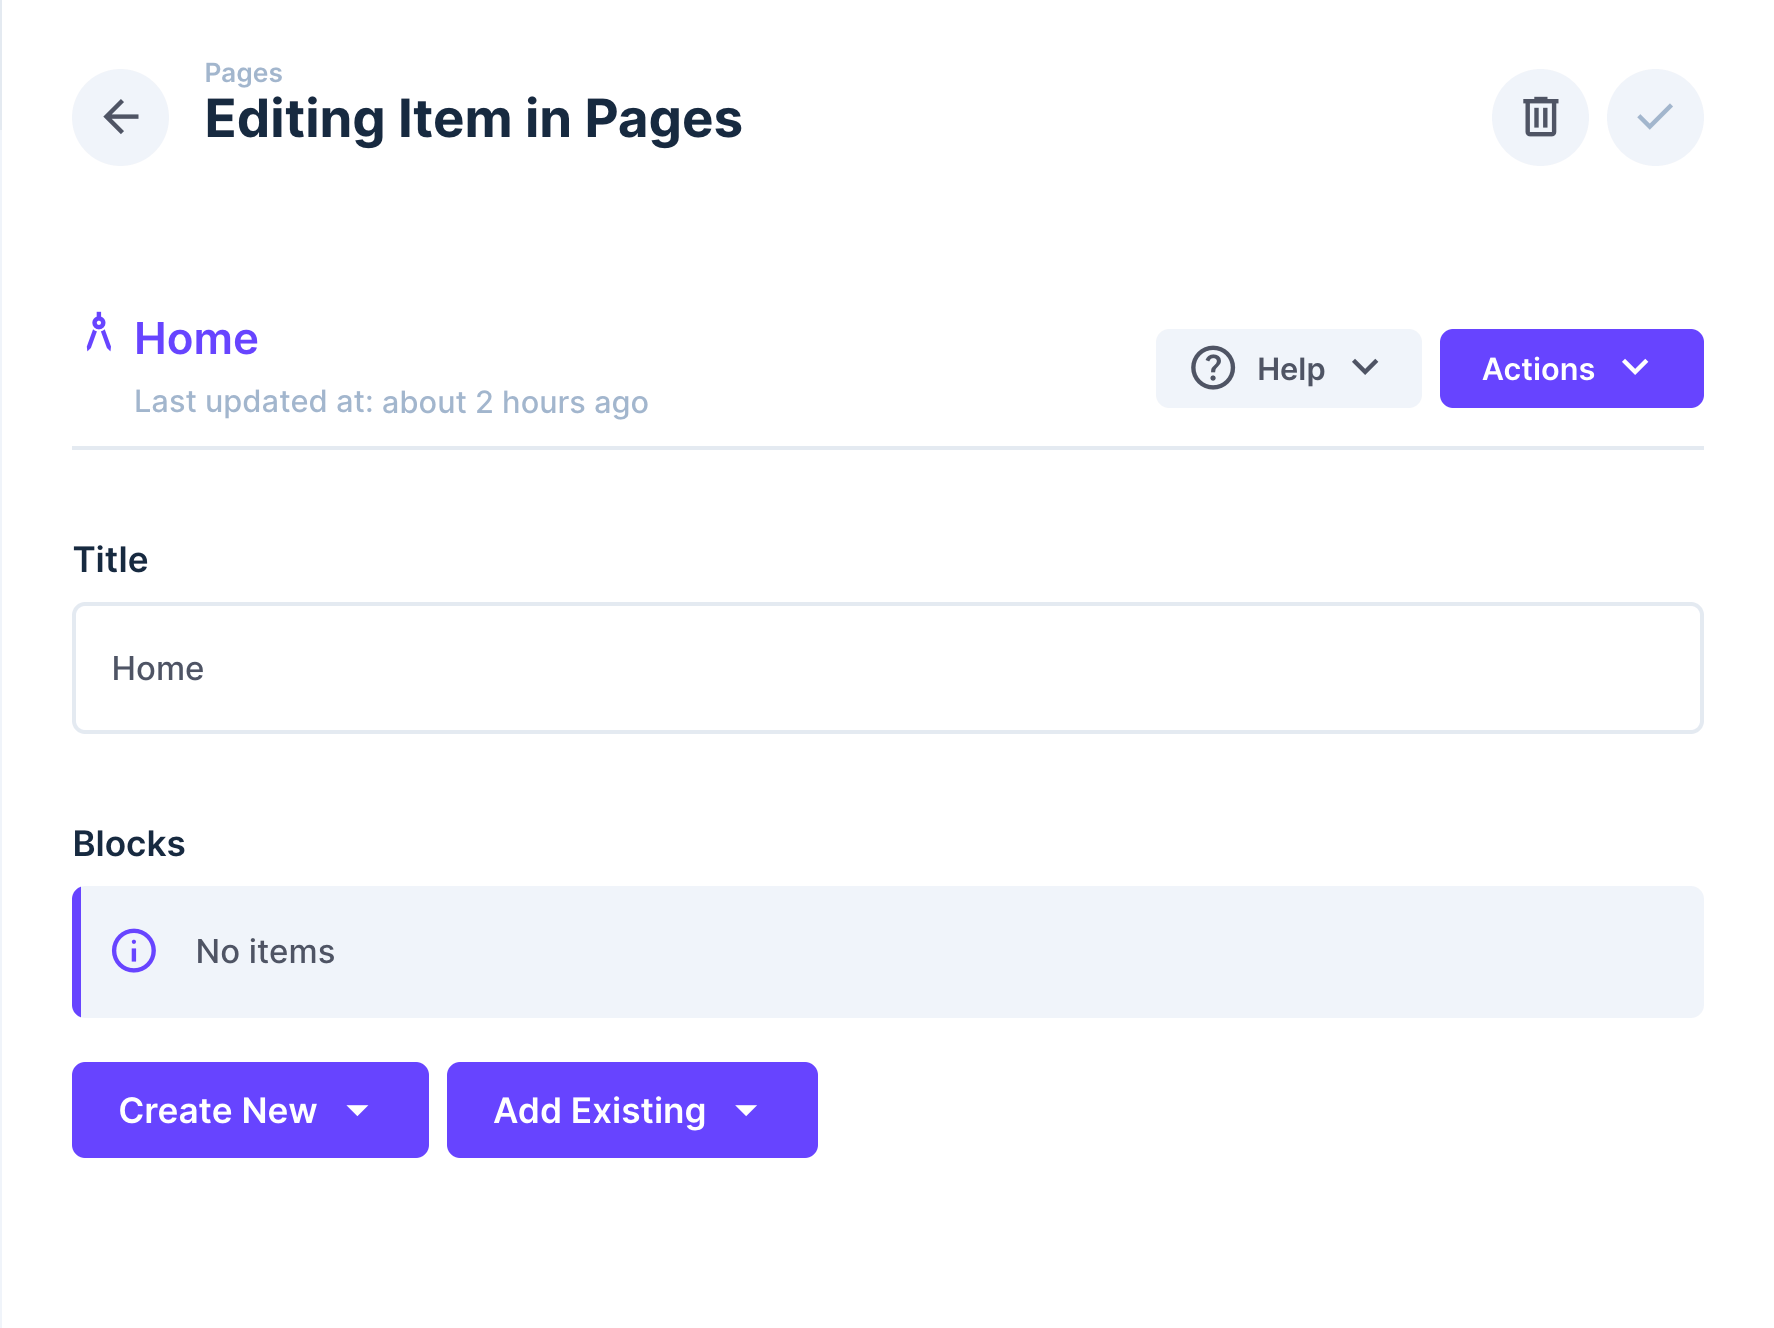 Pages
Editing Item in Pages
Home
Last updated at: about 2 hours ago
Help
Actions
Title
Home
Blocks
No items
Create New
Add Existing